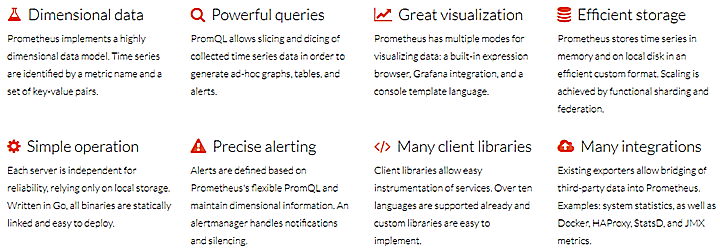 Dimensional data
Prometheus implements a highly
dimensional data model. Time series
are identified by a metric name and a
set of key-value pairs.
Powerful queries
PromQL allows slicing and dicing of
collected time series data in order to
generate ad-hoc graphs, tables, and
alerts.
Great visualization
Prometheus has multiple modes for
visualizing data: a built-in expression
browser, Grafana integration, and a
console template language.
Efficient storage
Prometheus stores time series in
memory and on local disk in an
efficient custom format. Scaling is
achieved by functional sharding and
federation.
Simple operation
Each server is independent for
reliability, relying only on local storage.
Written in Go, all binaries are statically
linked and easy to deploy.
Precise alerting
Alerts are defined based on
Prometheus's flexible PromQL and
maintain dimensional information. An
alertmanager handles notifications
and silencing.
Many client libraries
Client libraries allow easy
instrumentation of services. Over ten
languages are supported already and
custom libraries are easy to
implement.
Many integrations
Existing exporters allow bridging of
third-party data into Prometheus.
Examples: system statistics, as well as
Docker, HAProxy, StatsD, and JMX
metrics.